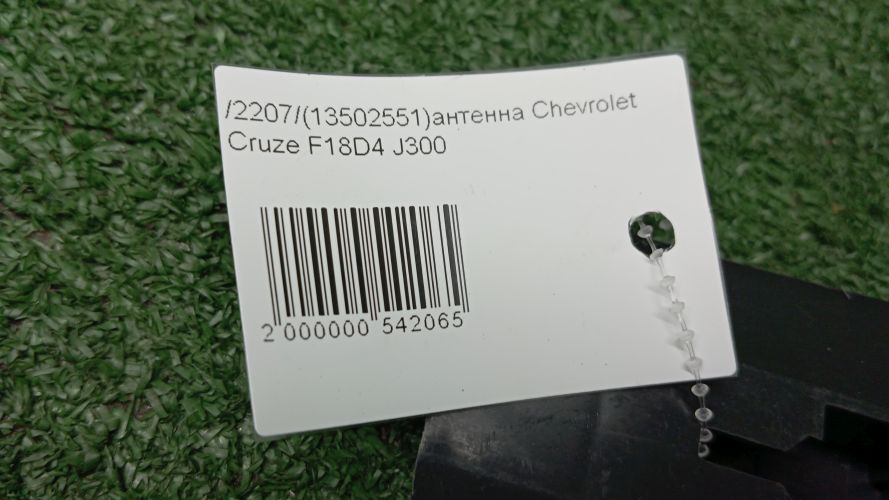 /2207/(13502551)антенна Chevrolet
Cruze F18D4 J300
2 000000 542065